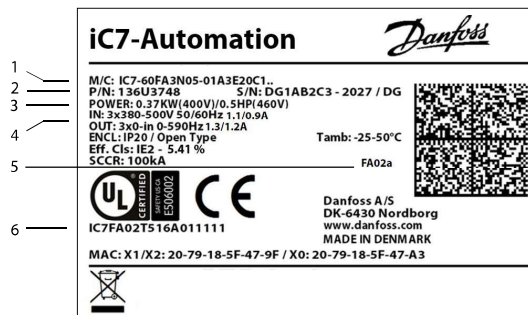 iC7-Automation Danfoss
1 M/C: IC7-60FA3N05-01A3E20C1..
2 P/N: 136U3748 S/N: DG1AB2C3 - 2027 / DG
3 POWER: 0.37KW(400V)/0.5HP(460V)
4 IN: 3x380-500V 50/60Hz 1.1/0.9A
OUT: 3x0-in 0-590Hz 1.3/1.2A
ENCL: IP20 / Open Type Tamb: -25-50°C
Eff. Cls: IE2 - 5.41 %
5 FA02a
SCCR: 100kA
UL CERTIFIED SAFETY US-CA E506002 CE
Danfoss A/S
DK-6430 Nordborg
www.danfoss.com
MADE IN DENMARK
6 IC7FA02T516A011111
MAC: X1/X2: 20-79-18-5F-47-9F / X0: 20-79-18-5F-47-A3